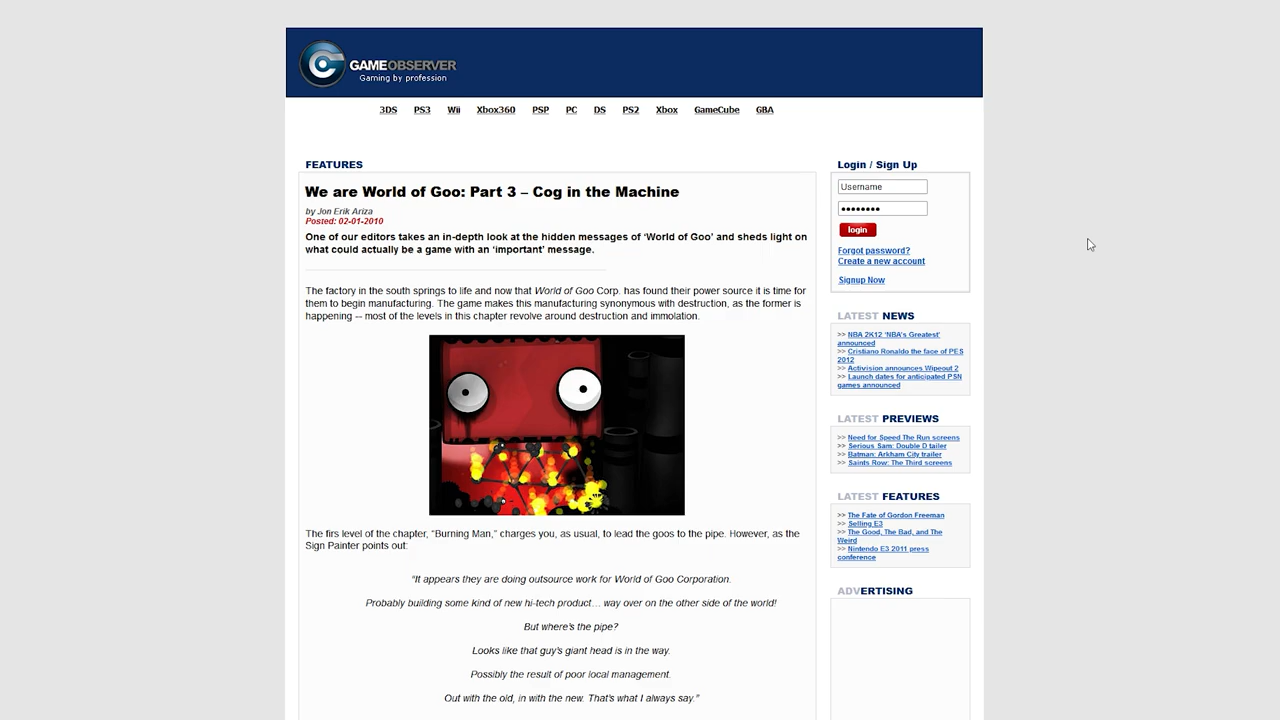 GAMEOBSERVER
Gaming by profession
3DS PS3 Wii Xbox360 PSP PC DS PS2 Xbox GameCube GBA
FEATURES
We are World of Goo: Part 3 – Cog in the Machine
by Jon Erik Ariza
Posted: 02-01-2010
One of our editors takes an in-depth look at the hidden messages of ‘World of Goo’ and sheds light on
what could actually be a game with an ‘important’ message.
The factory in the south springs to life and now that World of Goo Corp. has found their power source it is time for
them to begin manufacturing. The game makes this manufacturing synonymous with destruction, as the former is
happening -- most of the levels in this chapter revolve around destruction and immolation.
The firs level of the chapter, “Burning Man,” charges you, as usual, to lead the goos to the pipe. However, as the
Sign Painter points out:
“It appears they are doing outsource work for World of Goo Corporation.
Probably building some kind of new hi-tech product… way over on the other side of the world!
But where’s the pipe?
Looks like that guy’s giant head is in the way.
Possibly the result of poor local management.
Out with the old, in with the new. That’s what I always say.”
Login / Sign Up
Username
••••••••
login
Forgot password?
Create a new account
Signup Now
LATEST NEWS
>> NBA 2K12 'NBA's Greatest'
announced
>> Cristiano Ronaldo the face of PES
2012
>> Activision announces Wipeout 2
>> Launch dates for anticipated PSN
games announced
LATEST PREVIEWS
>> Need for Speed The Run screens
>> Serious Sam: Double D tailer
>> Batman: Arkham City trailer
>> Saints Row: The Third screens
LATEST FEATURES
>> The Fate of Gordon Freeman
>> Selling E3
>> The Good, The Bad, and The
Weird
>> Nintendo E3 2011 press
conference
ADVERTISING